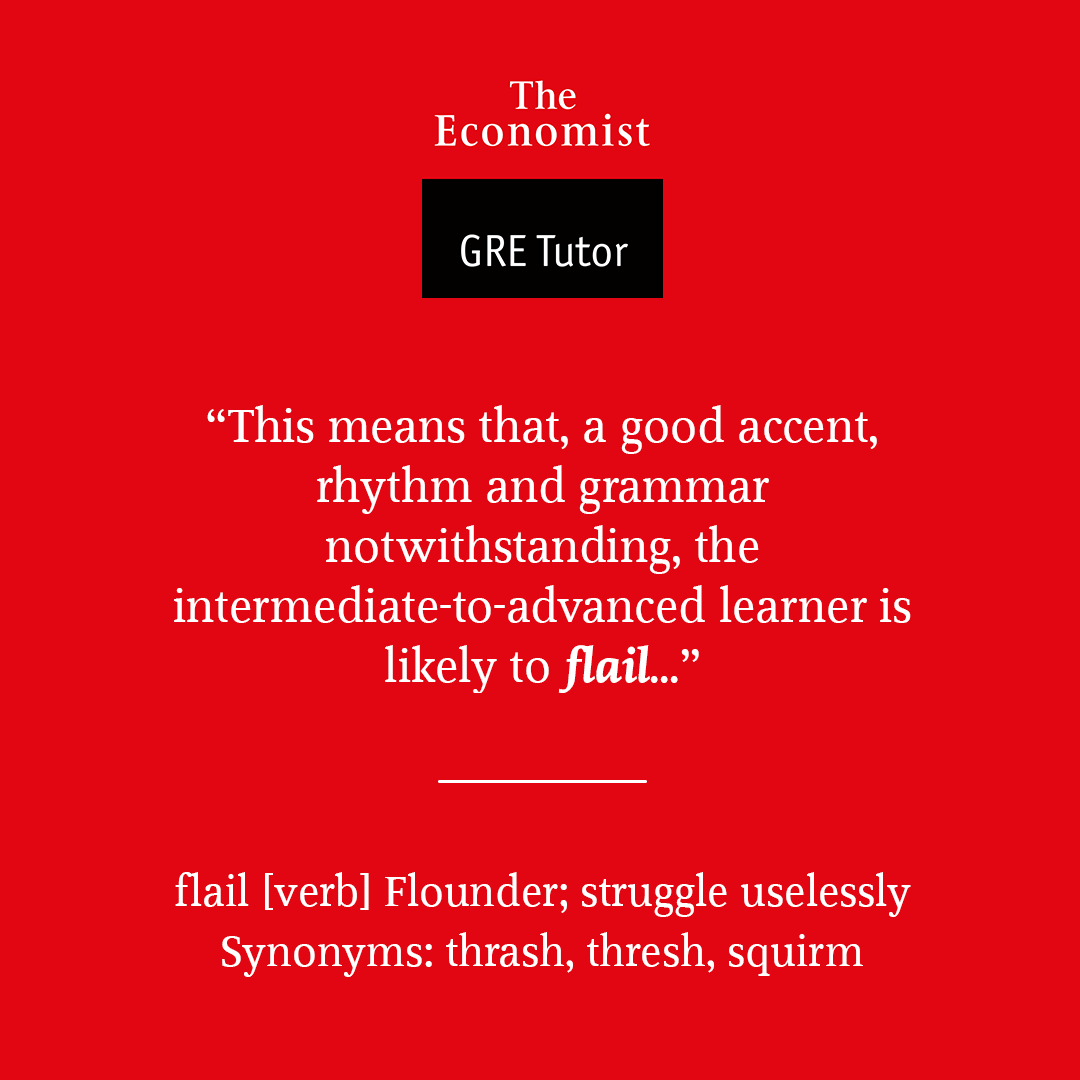 The
Economist
GRE Tutor
“This means that, a good accent,
rhythm and grammar
notwithstanding, the
intermediate-to-advanced learner is
likely to flail...”
flail [verb] Flounder; struggle uselessly
Synonyms: thrash, thresh, squirm